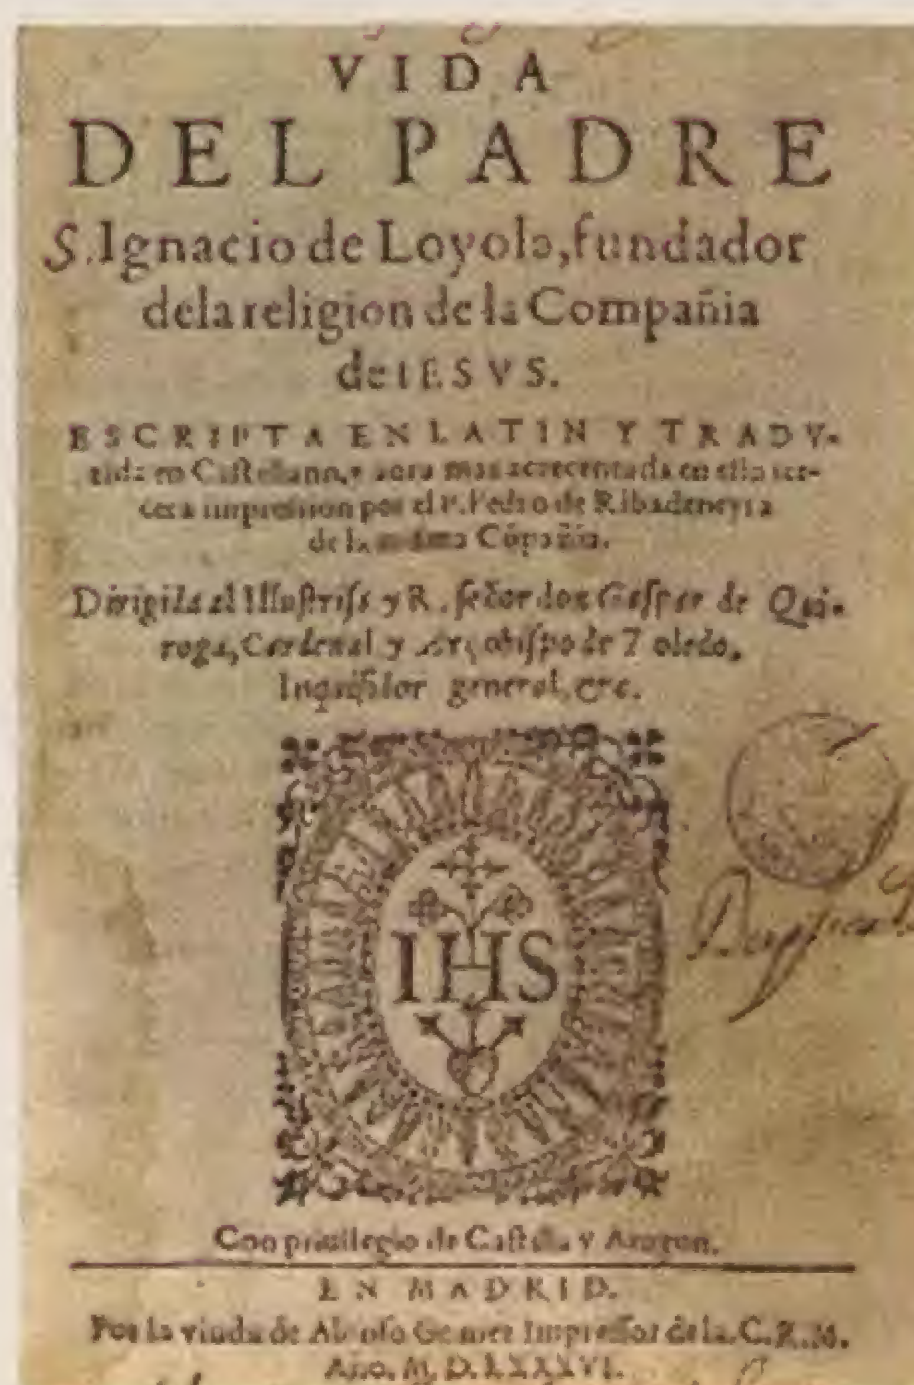 VIDA
DEL PADRE
S. Ignacio de Loyola, fundador
dela religion de la Compañia
de IESVS.
ESCRIPTA EN LATIN Y TRADV-
zida en Castellano, y aora mas acrecentada en esta ter-
cera impression por el P. Pedro de Ribadeneyra
de la misma Cõpañia.
Dirigida al Illustriss y R. señor don Gaspar de Qui-
roga, Cardenal y Arçobispo de Toledo,
Inquisidor general, &c.
IHS
Con priuilegio de Castilla y Aragon.
EN MADRID.
Por la viuda de Alonso Gomez Impressor de la C.R.M.
Año. M.D.LXXXVI.